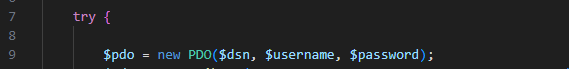 7 try {
8
9 $pdo = new PDO($dsn, $username, $password);